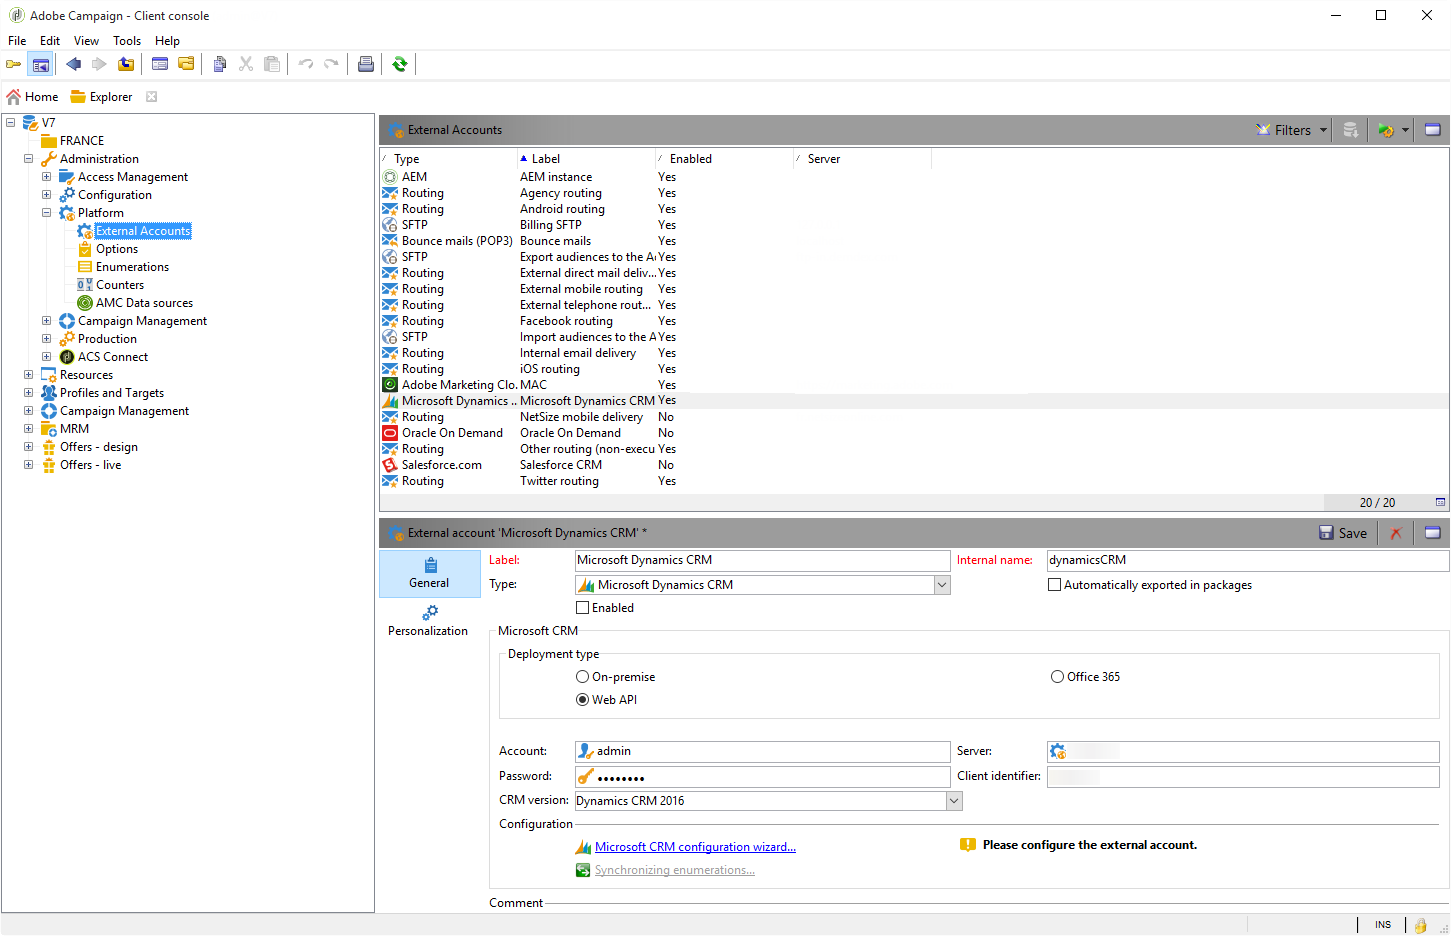 Adobe Campaign - Client console
File Edit View Tools Help
Home Explorer
V7
FRANCE
Administration
Access Management
Configuration
Platform
External Accounts
Options
Enumerations
Counters
AMC Data sources
Campaign Management
Production
ACS Connect
Resources
Profiles and Targets
Campaign Management
MRM
Offers - design
Offers - live
External Accounts Filters
Type Label Enabled Server
AEM AEM instance Yes
Routing Agency routing Yes
Routing Android routing Yes
SFTP Billing SFTP Yes
Bounce mails (POP3) Bounce mails Yes
SFTP Export audiences to the A Yes
Routing External direct mail deliv... Yes
Routing External mobile routing Yes
Routing External telephone rout... Yes
Routing Facebook routing Yes
SFTP Import audiences to the A Yes
Routing Internal email delivery Yes
Routing iOS routing Yes
Adobe Marketing Clo. MAC Yes
Microsoft Dynamics .. Microsoft Dynamics CRM Yes
Routing NetSize mobile delivery No
Oracle On Demand Oracle On Demand No
Routing Other routing (non-execu Yes
Salesforce.com Salesforce CRM No
Routing Twitter routing Yes
20 / 20
External account 'Microsoft Dynamics CRM' * Save
General
Personalization
Label: Microsoft Dynamics CRM Internal name: dynamicsCRM
Type: Microsoft Dynamics CRM Automatically exported in packages
Enabled
Microsoft CRM
Deployment type
On-premise Office 365
Web API
Account: admin Server:
Password: ●●●●●●●● Client identifier:
CRM version: Dynamics CRM 2016
Configuration
Microsoft CRM configuration wizard... Please configure the external account.
Synchronizing enumerations...
Comment
INS